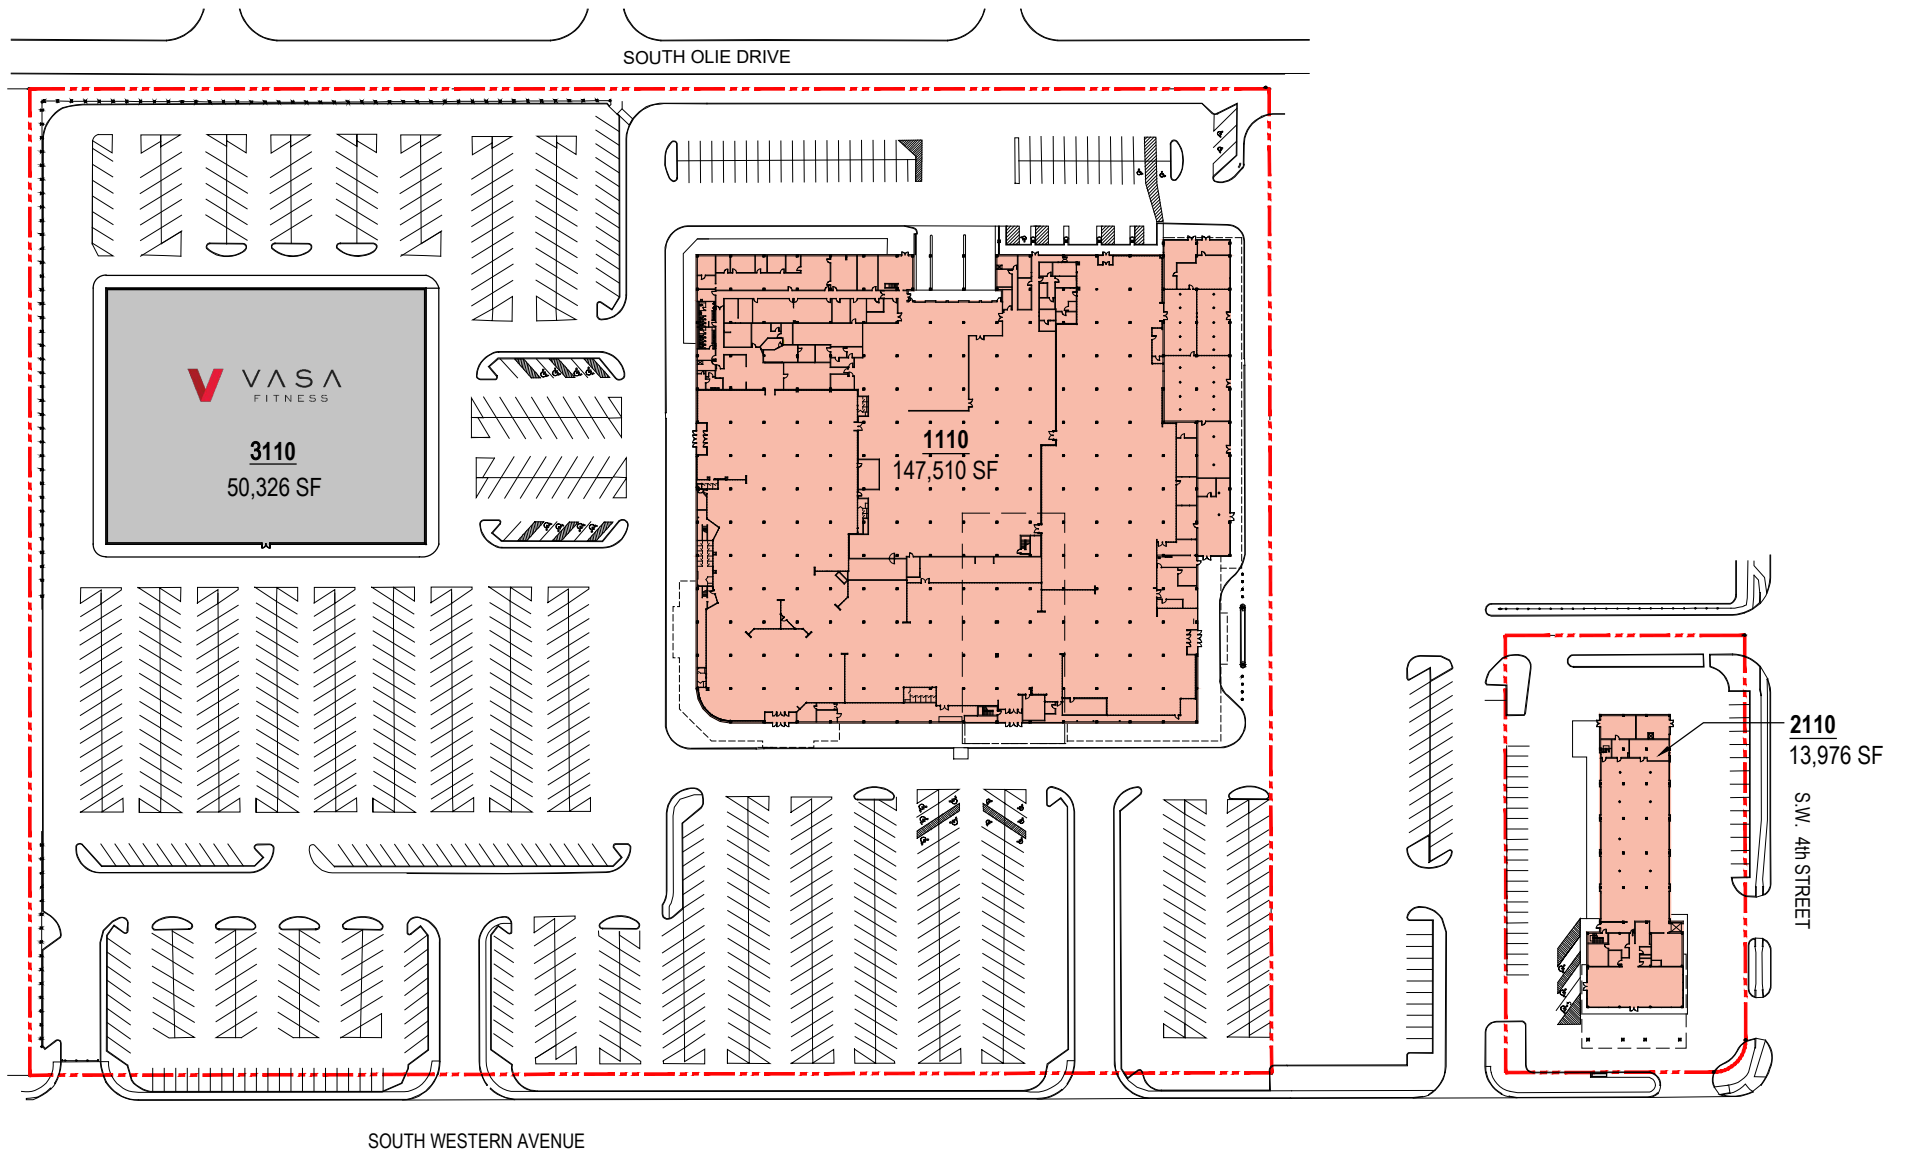 SOUTH OLIE DRIVE
VASA
FITNESS
3110
50,326 SF
1110
147,510 SF
2110
13,976 SF
S.W. 4th STREET
SOUTH WESTERN AVENUE